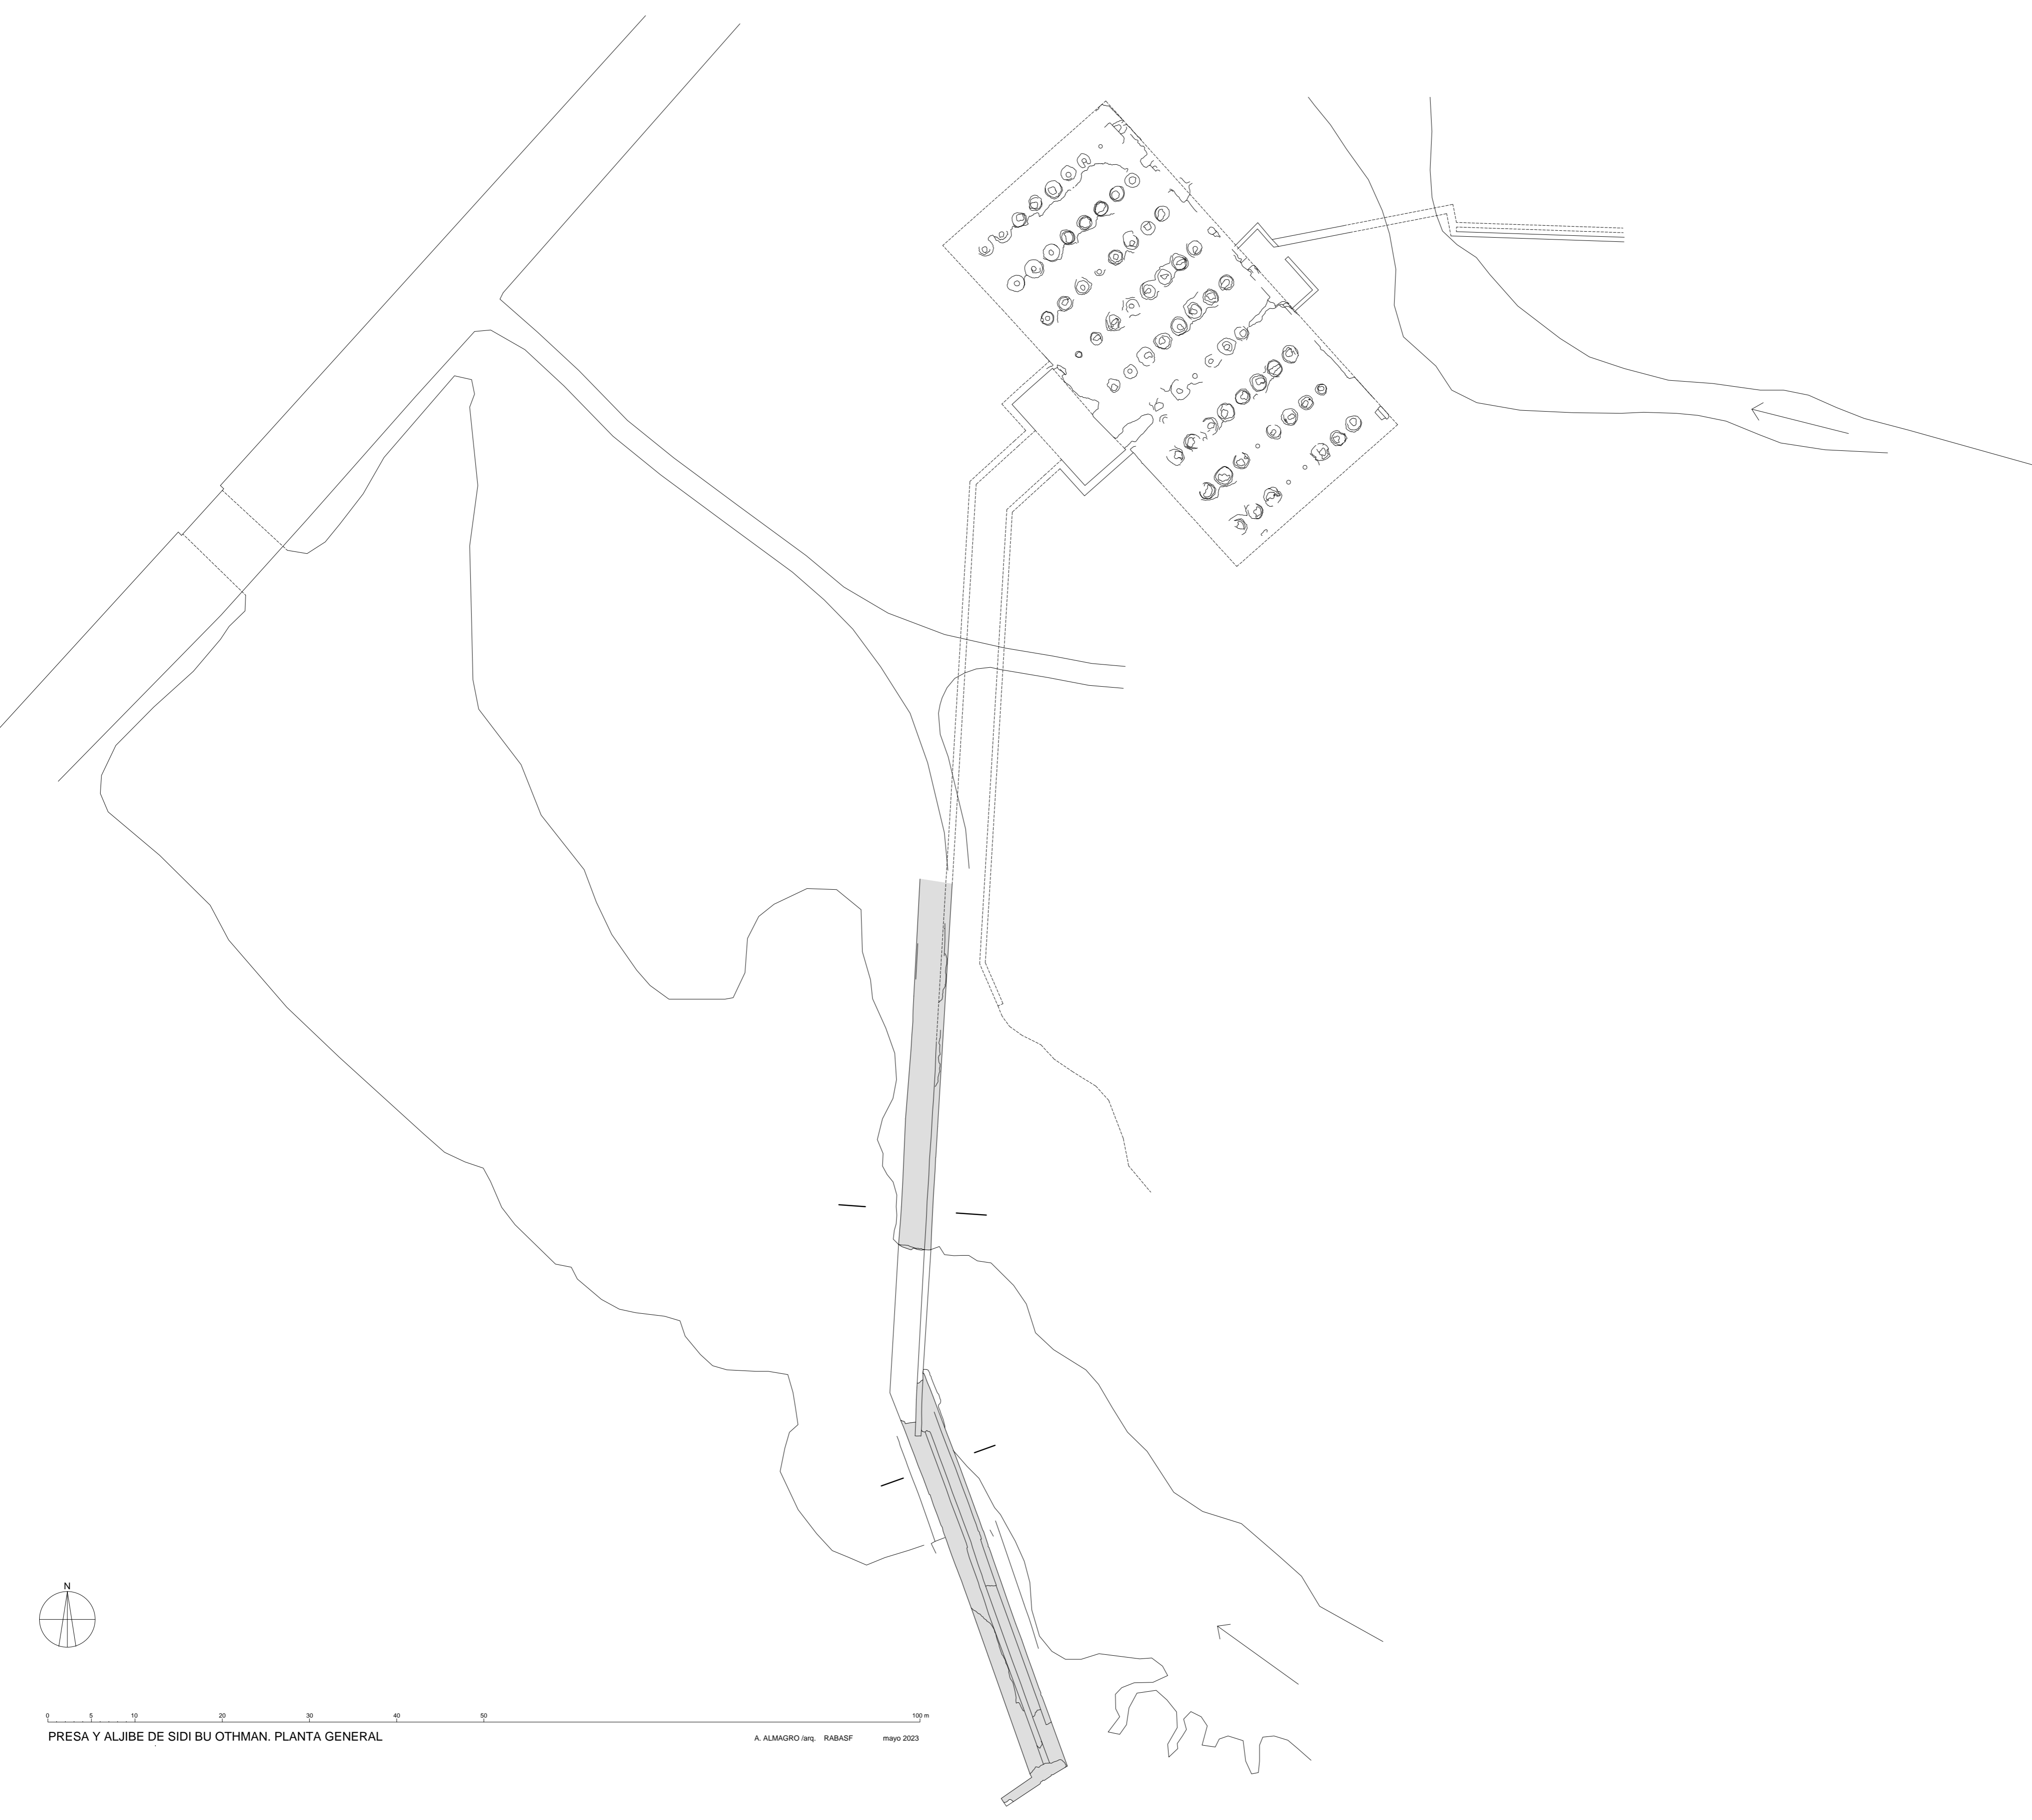 N
0 5 10 20 30 40 50 100 m
PRESA Y ALJIBE DE SIDI BU OTHMAN. PLANTA GENERAL
A. ALMAGRO /arq. RABASF mayo 2023